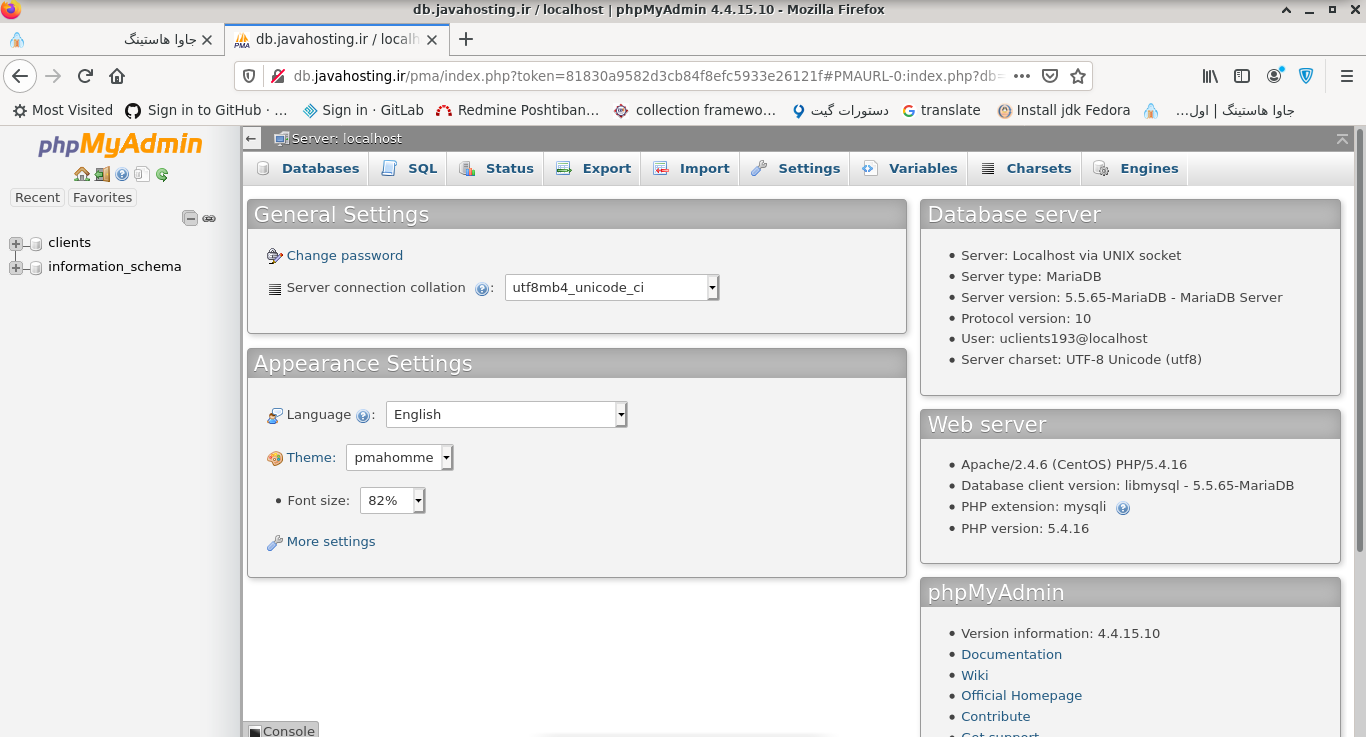 db.javahosting.ir / localhost | phpMyAdmin 4.4.15.10 - Mozilla Firefox
جاوا هاستینگ
PMA db.javahosting.ir / localh
db.javahosting.ir/pma/index.php?token=81830a9582d3cb84f8efc5933e26121f#PMAURL-0:index.php?db=
Most Visited Sign in to GitHub · ... Sign in · GitLab Redmine Poshtiban... collection framewo... دستورات گیت translate Install jdk Fedora جاوا هاستینگ | اول...
phpMyAdmin
Recent Favorites
clients
information_schema
Server: localhost
Databases SQL Status Export Import Settings Variables Charsets Engines
General Settings
Change password
Server connection collation : utf8mb4_unicode_ci
Appearance Settings
Language : English
Theme: pmahomme
• Font size: 82%
More settings
Database server
• Server: Localhost via UNIX socket
• Server type: MariaDB
• Server version: 5.5.65-MariaDB - MariaDB Server
• Protocol version: 10
• User: uclients193@localhost
• Server charset: UTF-8 Unicode (utf8)
Web server
• Apache/2.4.6 (CentOS) PHP/5.4.16
• Database client version: libmysql - 5.5.65-MariaDB
• PHP extension: mysqli
• PHP version: 5.4.16
phpMyAdmin
• Version information: 4.4.15.10
• Documentation
• Wiki
• Official Homepage
• Contribute
• Get support
Console